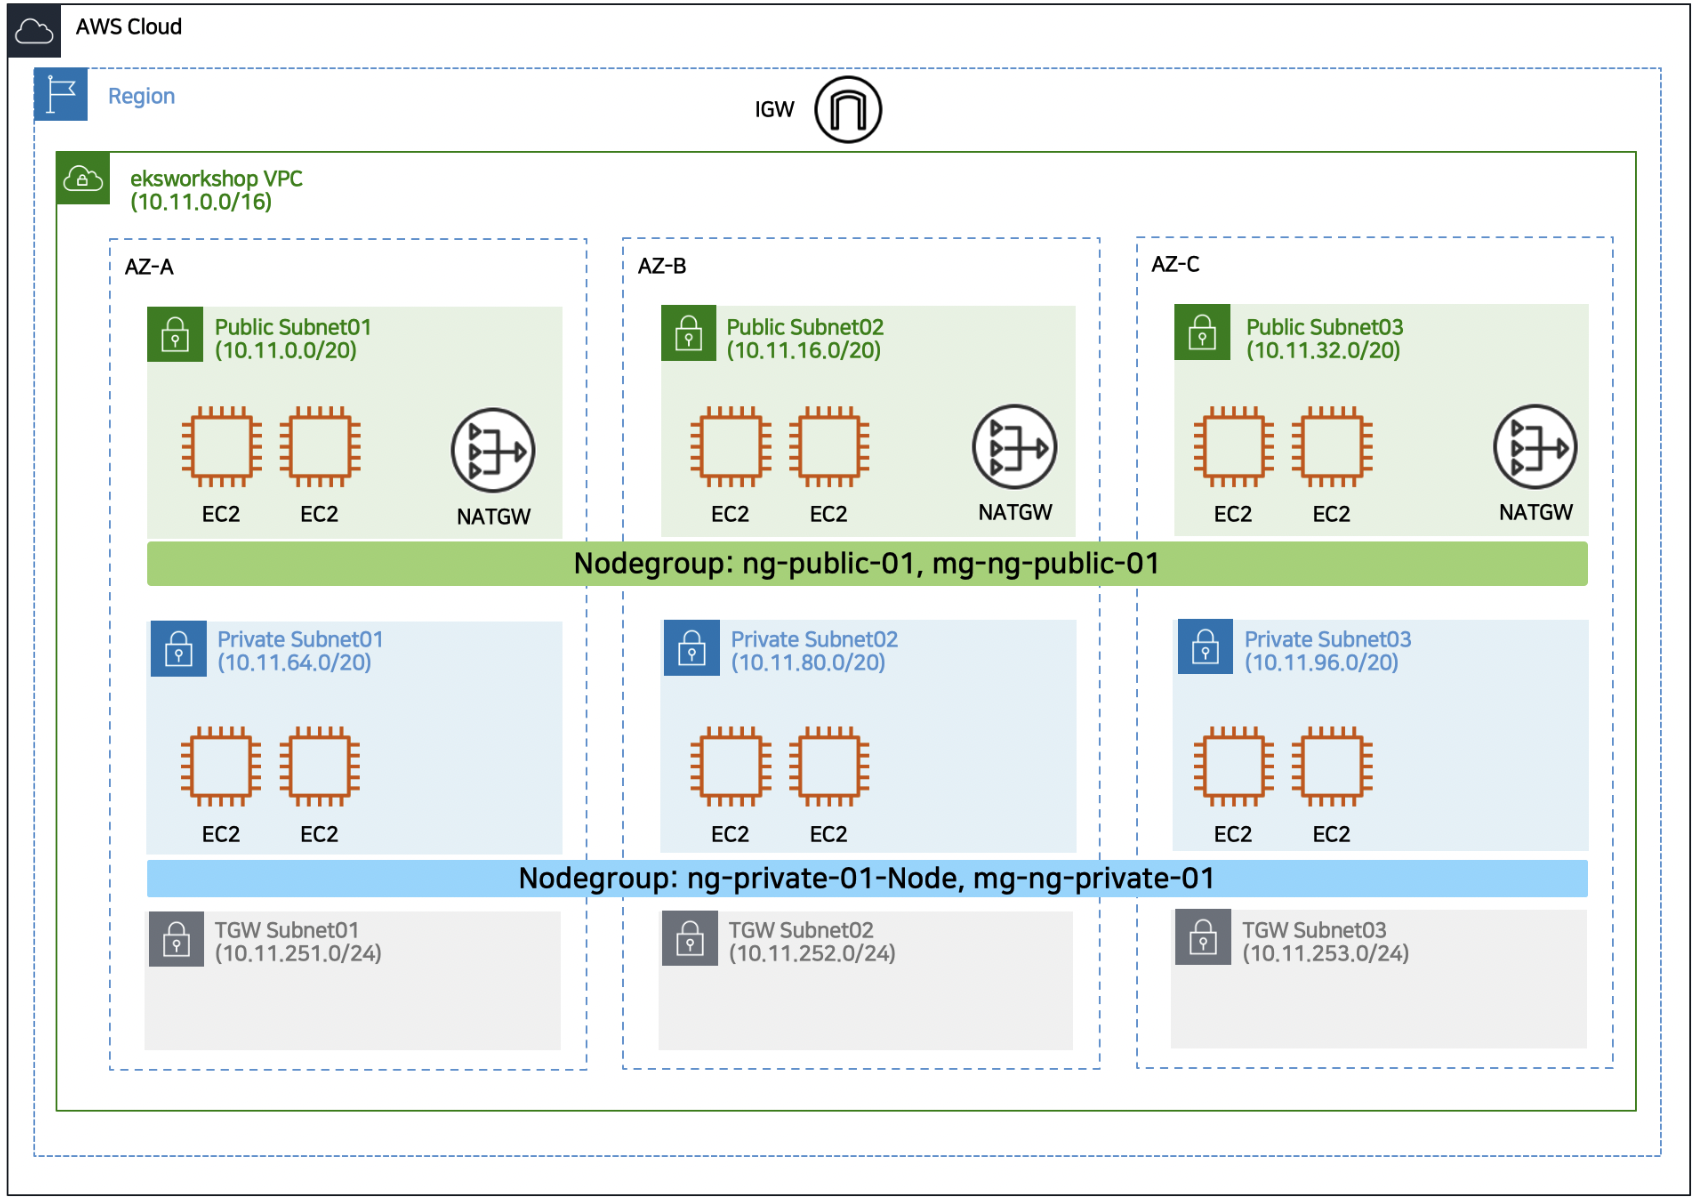 AWS Cloud
Region
IGW
eksworkshop VPC
(10.11.0.0/16)
AZ-A
AZ-B
AZ-C
Public Subnet01
(10.11.0.0/20)
Public Subnet02
(10.11.16.0/20)
Public Subnet03
(10.11.32.0/20)
EC2
EC2
NATGW
EC2
EC2
NATGW
EC2
EC2
NATGW
Nodegroup: ng-public-01, mg-ng-public-01
Private Subnet01
(10.11.64.0/20)
Private Subnet02
(10.11.80.0/20)
Private Subnet03
(10.11.96.0/20)
EC2
EC2
EC2
EC2
EC2
EC2
Nodegroup: ng-private-01-Node, mg-ng-private-01
TGW Subnet01
(10.11.251.0/24)
TGW Subnet02
(10.11.252.0/24)
TGW Subnet03
(10.11.253.0/24)